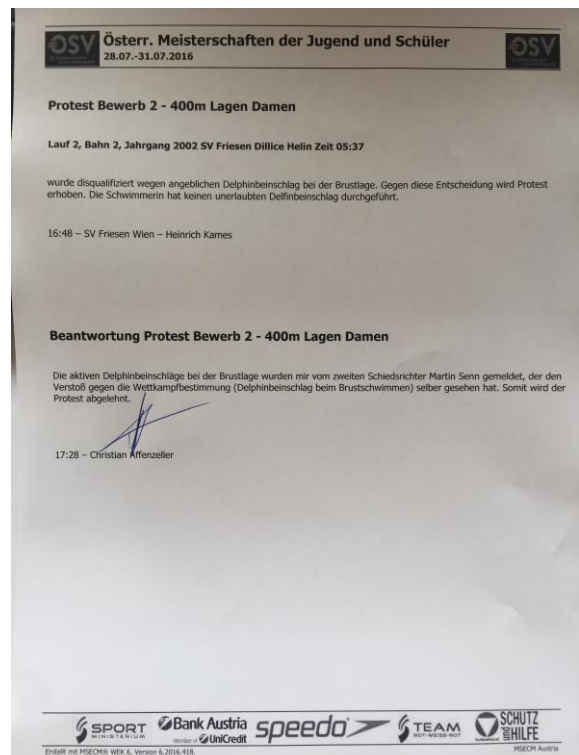 OSV Österr. Meisterschaften der Jugend und Schüler OSV
28.07.-31.07.2016
Protest Bewerb 2 - 400m Lagen Damen
Lauf 2, Bahn 2, Jahrgang 2002 SV Friesen Dillice Helin Zeit 05:37
wurde disqualifiziert wegen angeblichen Delphinbeinschlag bei der Brustlage. Gegen diese Entscheidung wird Protest
erhoben. Die Schwimmerin hat keinen unerlaubten Delfinbeinschlag durchgeführt.
16:48 – SV Friesen Wien – Heinrich Kames
Beantwortung Protest Bewerb 2 - 400m Lagen Damen
Die aktiven Delphinbeinschläge bei der Brustlage wurden mir vom zweiten Schiedsrichter Martin Senn gemeldet, der den
Verstoß gegen die Wettkampfbestimmung (Delphinbeinschlag beim Brustschwimmen) selber gesehen hat. Somit wird der
Protest abgelehnt.
17:28 – Christian Affenzeller
SPORT MINISTERIUM Bank Austria Member of UniCredit speedo TEAM ROT-WEISS-ROT SCHUTZ & HILFE
Erstellt mit MSECM® WEK 6, Version 6.2016.418. MSECM Austria